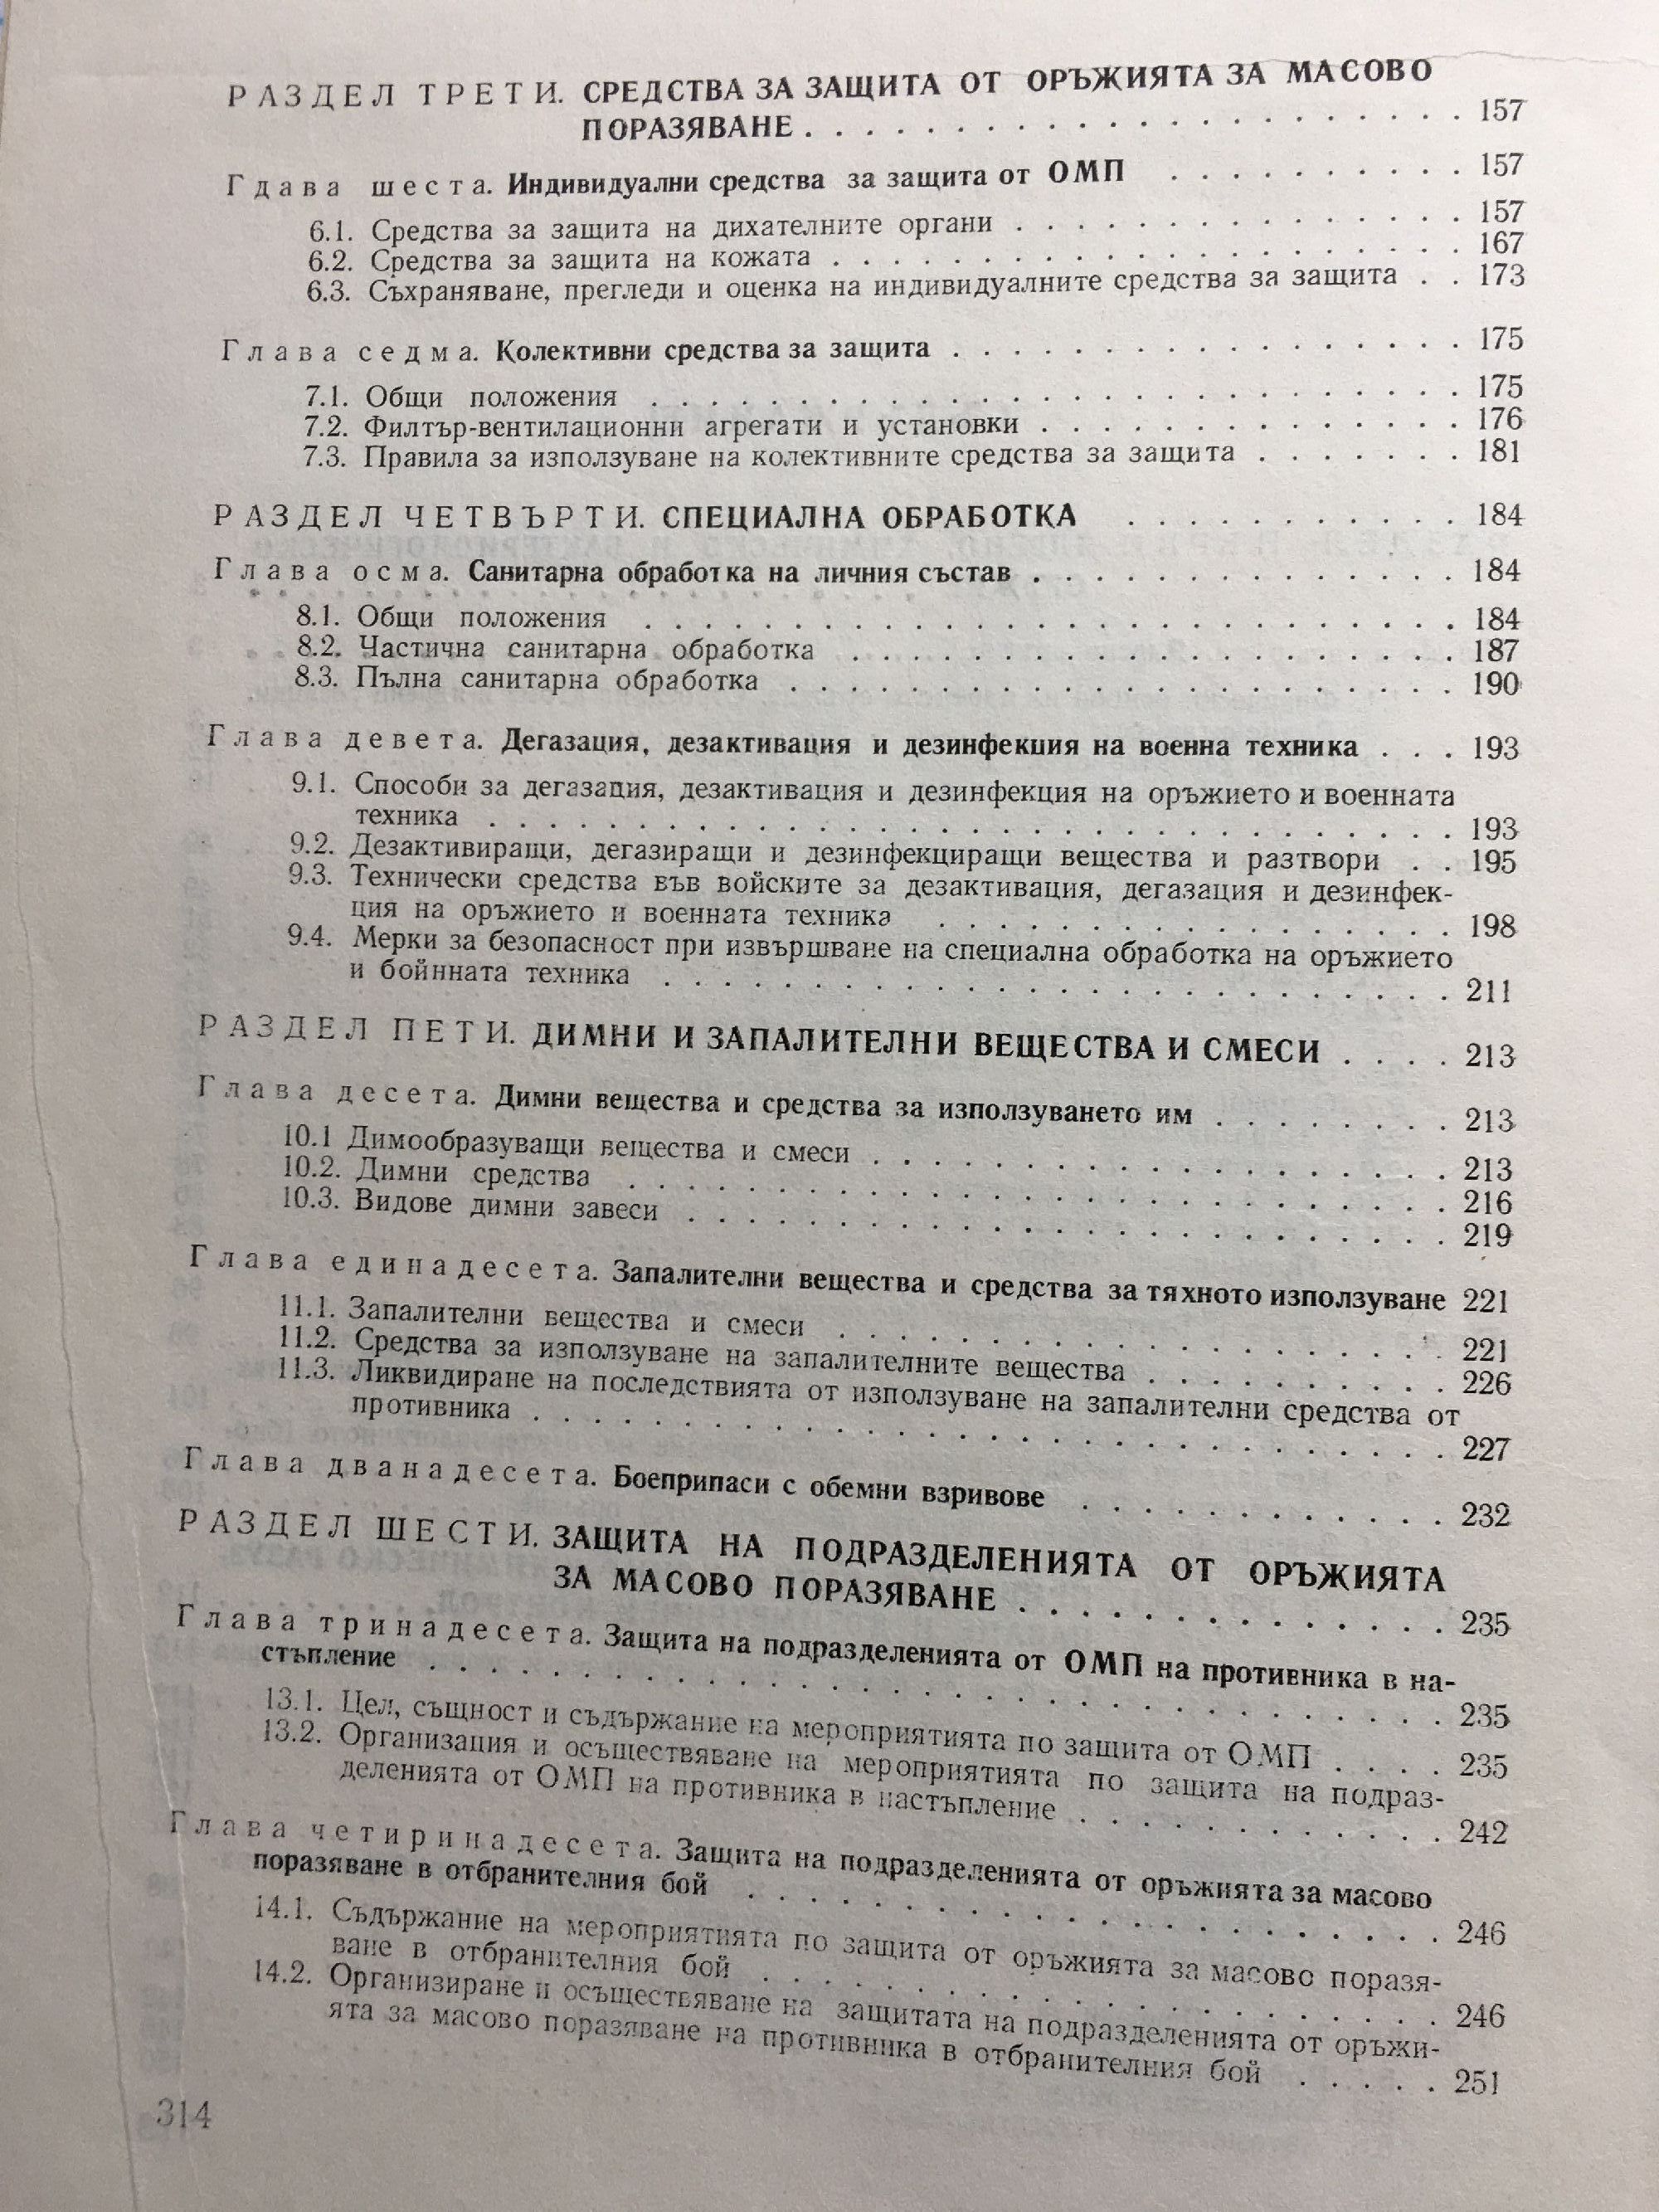 РАЗДЕЛ ТРЕТИ. СРЕДСТВА ЗА ЗАЩИТА ОТ ОРЪЖИЯТА ЗА МАСОВО
ПОРАЗЯВАНЕ . . . . . . . . . . . . . . . . . . . . . . 157
Гдава шеста. Индивидуални средства за защита от ОМП . . . . . . . . . . 157
6.1. Средства за защита на дихателните органи . . . . . . . . . . . . . . . 157
6.2. Средства за защита на кожата . . . . . . . . . . . . . . . . . . . . . 167
6.3. Съхраняване, прегледи и оценка на индивидуалните средства за защита . . 173
Глава седма. Колективни средства за защита . . . . . . . . . . . . . . . . . 175
7.1. Общи положения . . . . . . . . . . . . . . . . . . . . . . . . . . . 175
7.2. Филтър-вентилационни агрегати и установки . . . . . . . . . . . . . . 176
7.3. Правила за използуване на колективните средства за защита . . . . . . . 181
РАЗДЕЛ ЧЕТВЪРТИ. СПЕЦИАЛНА ОБРАБОТКА . . . . . . . . . . . 184
Глава осма. Санитарна обработка на личния състав . . . . . . . . . . . . . . 184
8.1. Общи положения . . . . . . . . . . . . . . . . . . . . . . . . . . . 184
8.2. Частична санитарна обработка . . . . . . . . . . . . . . . . . . . . 187
8.3. Пълна санитарна обработка . . . . . . . . . . . . . . . . . . . . . . 190
Глава девета. Дегазация, дезактивация и дезинфекция на военна техника . . . 193
9.1. Способи за дегазация, дезактивация и дезинфекция на оръжието и военната
техника . . . . . . . . . . . . . . . . . . . . . . . . . . . . . . . . 193
9.2. Дезактивиращи, дегазиращи и дезинфекциращи вещества и разтвори . . 195
9.3. Технически средства във войските за дезактивация, дегазация и дезинфек-
ция на оръжието и военната техника . . . . . . . . . . . . . . . . . 198
9.4. Мерки за безопасност при извършване на специална обработка на оръжието
и бойнната техника . . . . . . . . . . . . . . . . . . . . . . . . . . 211
РАЗДЕЛ ПЕТИ. ДИМНИ И ЗАПАЛИТЕЛНИ ВЕЩЕСТВА И СМЕСИ . . . . 213
Глава десета. Димни вещества и средства за използуването им . . . . . . . . 213
10.1 Димообразуващи вещества и смеси . . . . . . . . . . . . . . . . . . . 213
10.2. Димни средства . . . . . . . . . . . . . . . . . . . . . . . . . . . 216
10.3. Видове димни завеси . . . . . . . . . . . . . . . . . . . . . . . . . 219
Глава единадесета. Запалителни вещества и средства за тяхното използуване 221
11.1. Запалителни вещества и смеси . . . . . . . . . . . . . . . . . . . . 221
11.2. Средства за използуване на запалителните вещества . . . . . . . . . . 226
11.3. Ликвидиране на последствията от използуване на запалителни средства от
противника . . . . . . . . . . . . . . . . . . . . . . . . . . . . . . 227
Глава дванадесета. Боеприпаси с обемни взривове . . . . . . . . . . . . 232
РАЗДЕЛ ШЕСТИ. ЗАЩИТА НА ПОДРАЗДЕЛЕНИЯТА ОТ ОРЪЖИЯТА
ЗА МАСОВО ПОРАЗЯВАНЕ . . . . . . . . . . . . . . . 235
Глава тринадесета. Защита на подразделенията от ОМП на противника в на-
стъпление . . . . . . . . . . . . . . . . . . . . . . . . . . . . . . . . . 235
13.1. Цел, същност и съдържание на мероприятията по защита от ОМП . . . . 235
13.2. Организация и осъществяване на мероприятията по защита на подраз-
деленията от ОМП на противника в настъпление . . . . . . . . . . . . 242
Глава четиринадесета. Защита на подразделенията от оръжията за масово
поразяване в отбранителния бой . . . . . . . . . . . . . . . . . . . . . . . 246
14.1. Съдържание на мероприятията по защита от оръжията за масово поразя-
ване в отбранителния бой . . . . . . . . . . . . . . . . . . . . . . 246
14.2. Организиране и осъществяване на защитата на подразделенията от оръжи-
ята за масово поразяване на противника в отбранителния бой . . . . . 251
314